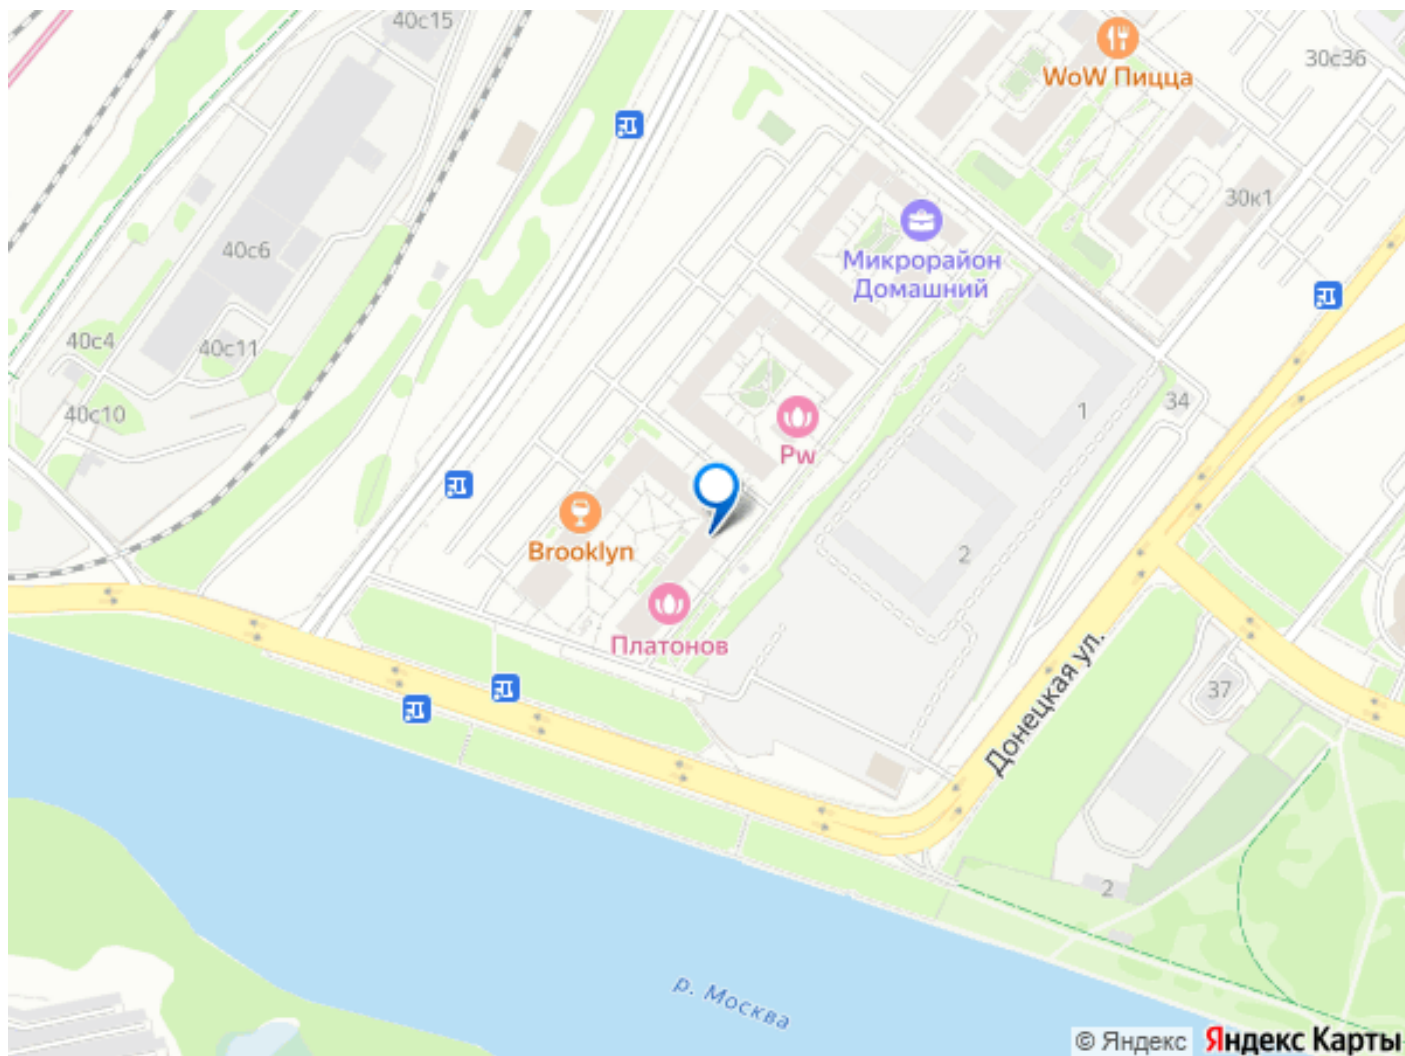 40с15
WoW Пицца
30с36
30к1
40с6
Микрорайон
Домашний
40с4
40с11
40с10
1
34
Pw
Brooklyn
2
Платонов
Донецкая ул.
37
2
р. Москва
© Яндекс Яндекс Карты